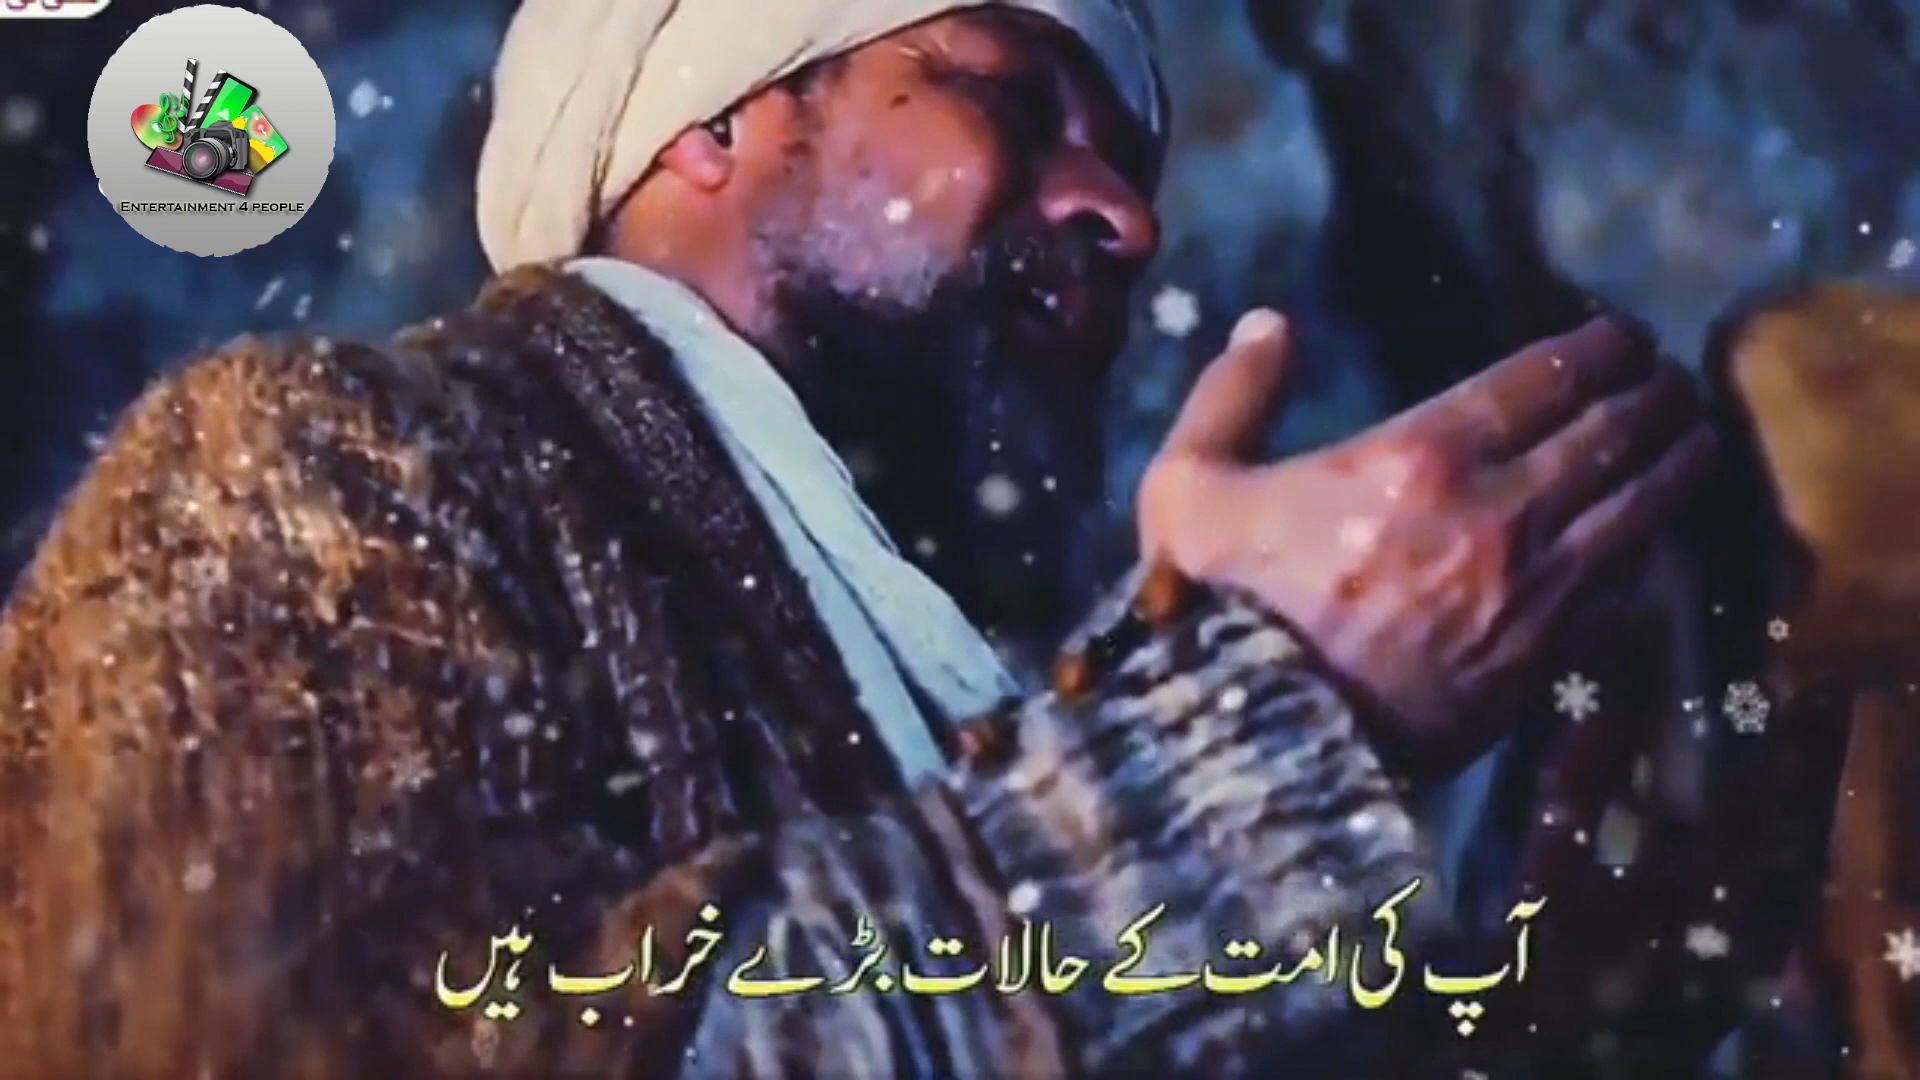 ENTERTAINMENT 4 PEOPLE
آپ کی امت کے حالات بڑے خراب ہیں